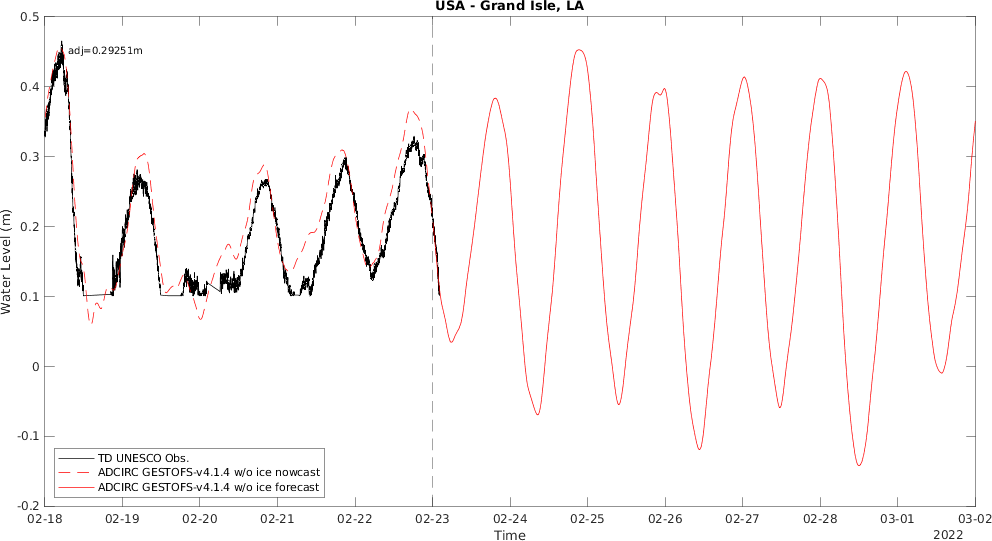 USA - Grand Isle, LA
0.5
adj=0.29251m
0.4
0.3
0.2
0.1
0
-0.1
-0.2
Water Level (m)
TD UNESCO Obs.
ADCIRC GESTOFS-v4.1.4 w/o ice nowcast
ADCIRC GESTOFS-v4.1.4 w/o ice forecast
02-18 02-19 02-20 02-21 02-22 02-23 02-24 02-25 02-26 02-27 02-28 03-01 03-02
Time
2022